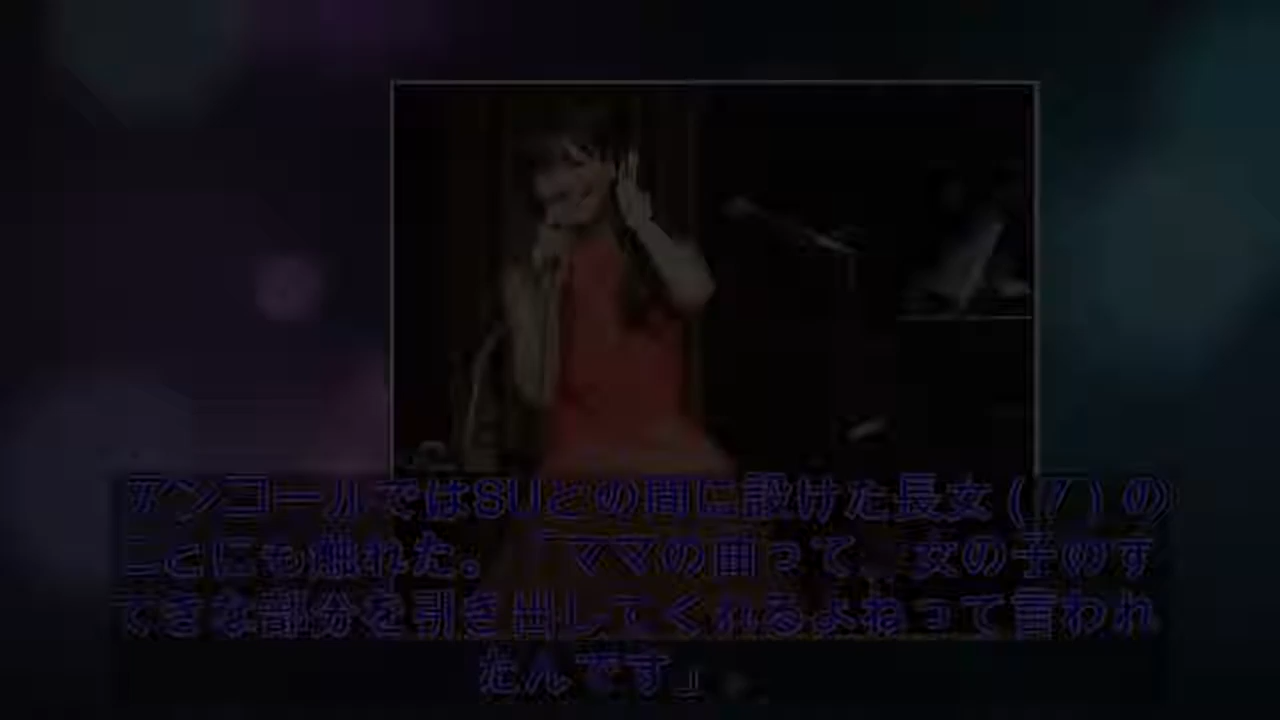 アンコールではSUとの間に設けた長女(7)の
ことにも触れた。「ママの曲って、女の子のす
てきな部分を引き出してくれるよねって言われ
たんです」